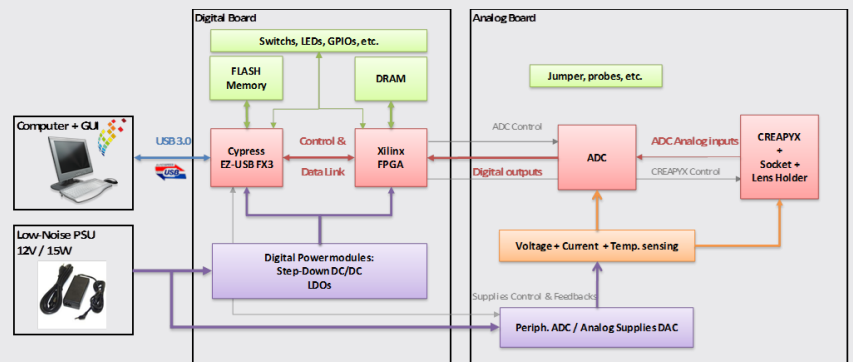 Digital Board
Analog Board
Switchs, LEDs, GPIOs, etc.
FLASH
Memory
DRAM
Jumper, probes, etc.
Computer + GUI
USB 3.0
USB
Cypress
EZ-USB FX3
Control &
Data Link
Xilinx
FPGA
ADC Control
Digital outputs
ADC
ADC Analog inputs
CREAPYX Control
CREAPYX
+
Socket +
Lens Holder
Low-Noise PSU
12V / 15W
Digital Power modules:
Step-Down DC/DC
LDOs
Voltage + Current + Temp. sensing
Supplies Control & Feedbacks
Periph. ADC / Analog Supplies DAC